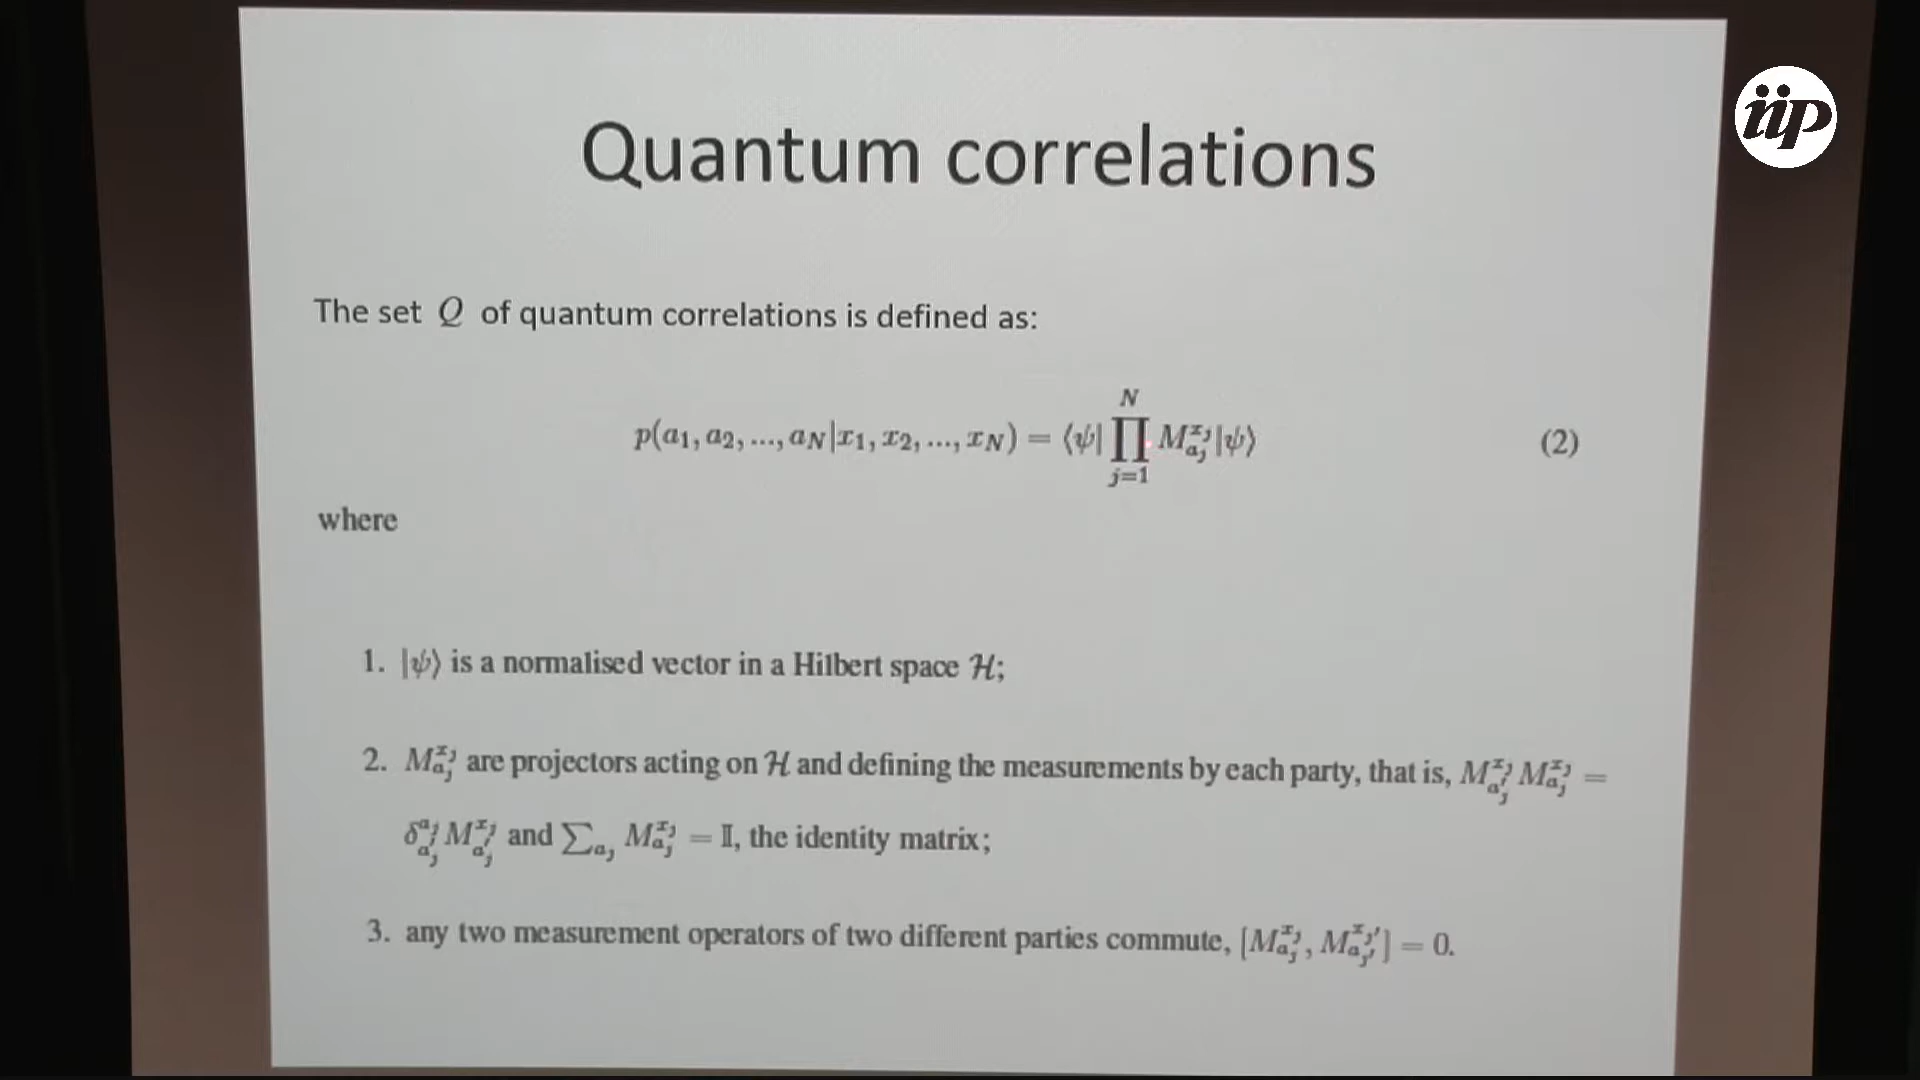 iip
Quantum correlations
The set Q of quantum correlations is defined as:
p(a₁, a₂, ..., a_N|x₁, x₂, ..., x_N) = ⟨ψ| ∏_{j=1}^{N} M_{a_j}^{x_j} |ψ⟩ (2)
where
1. |ψ⟩ is a normalised vector in a Hilbert space ℋ;
2. M_{a_j}^{x_j} are projectors acting on ℋ and defining the measurements by each party, that is, M_{a'_j}^{x_j} M_{a_j}^{x_j} =
δ_{a'_j}^{a_j} M_{a'_j}^{x_j} and ∑_{a_j} M_{a_j}^{x_j} = 𝕀, the identity matrix;
3. any two measurement operators of two different parties commute, [M_{a_j}^{x_j}, M_{a_{j'}}^{x_{j'}}] = 0.